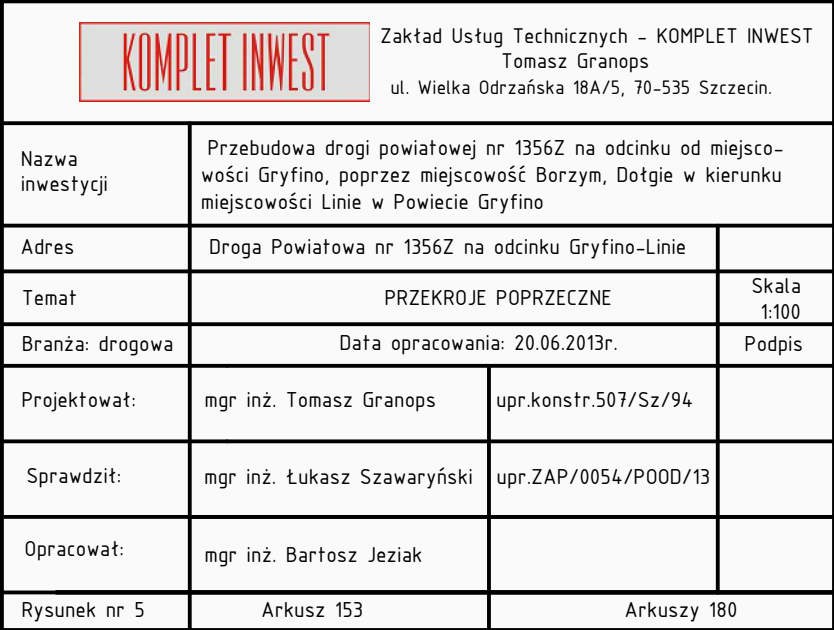 KOMPLET INWEST
Zakład Usług Technicznych - KOMPLET INWEST
Tomasz Granops
ul. Wielka Odrzańska 18A/5, 70-535 Szczecin.
Nazwa
inwestycji
Przebudowa drogi powiatowej nr 1356Z na odcinku od miejsco-
wości Gryfino, poprzez miejscowość Borzym, Dołgie w kierunku
miejscowości Linie w Powiecie Gryfino
Adres
Droga Powiatowa nr 1356Z na odcinku Gryfino-Linie
Temat
PRZEKROJE POPRZECZNE
Skala
1:100
Branża: drogowa
Data opracowania: 20.06.2013r.
Podpis
Projektował:
mgr inż. Tomasz Granops
upr.konstr.507/Sz/94
Sprawdził:
mgr inż. Łukasz Szawaryński
upr.ZAP/0054/POOD/13
Opracował:
mgr inż. Bartosz Jeziak
Rysunek nr 5
Arkusz 153
Arkuszy 180